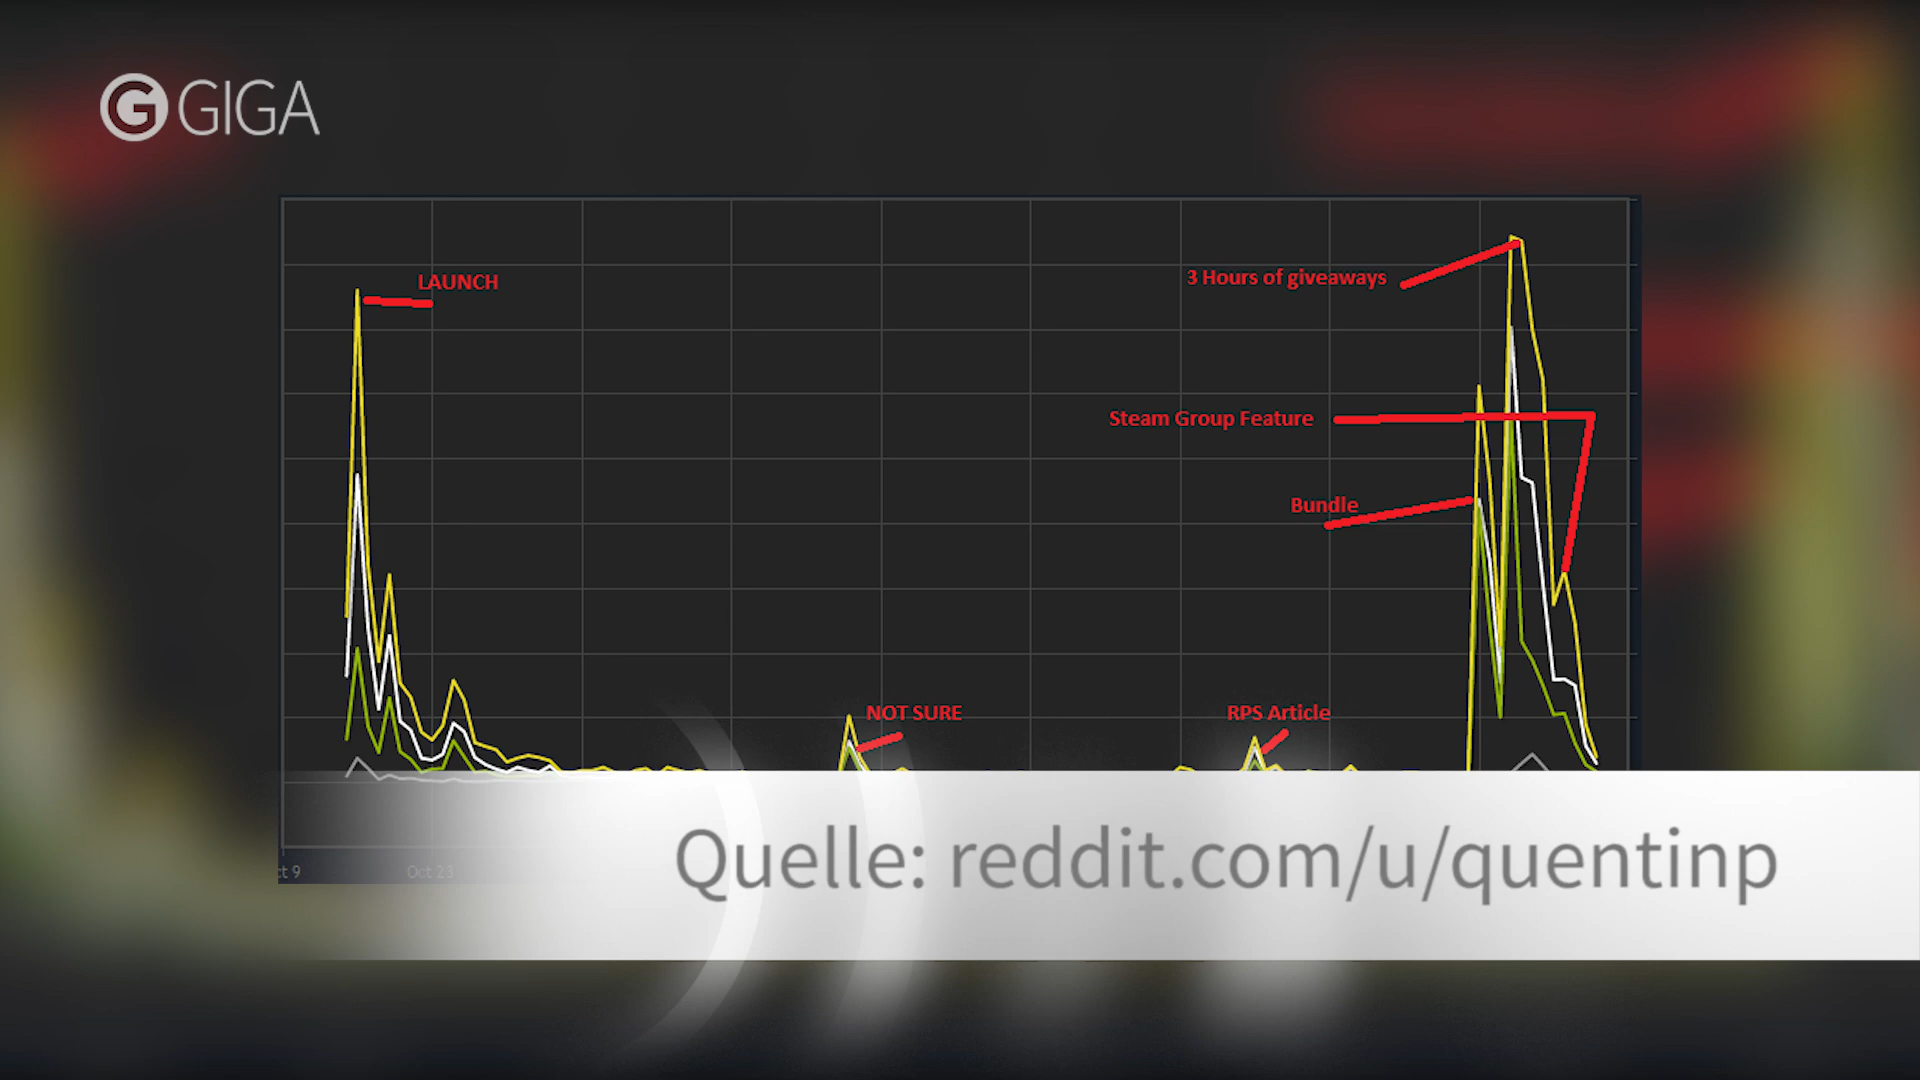 GIGA
LAUNCH
3 Hours of giveaways
Steam Group Feature
Bundle
NOT SURE
RPS Article
Quelle: reddit.com/u/quentinp
ct 9
Oct 23